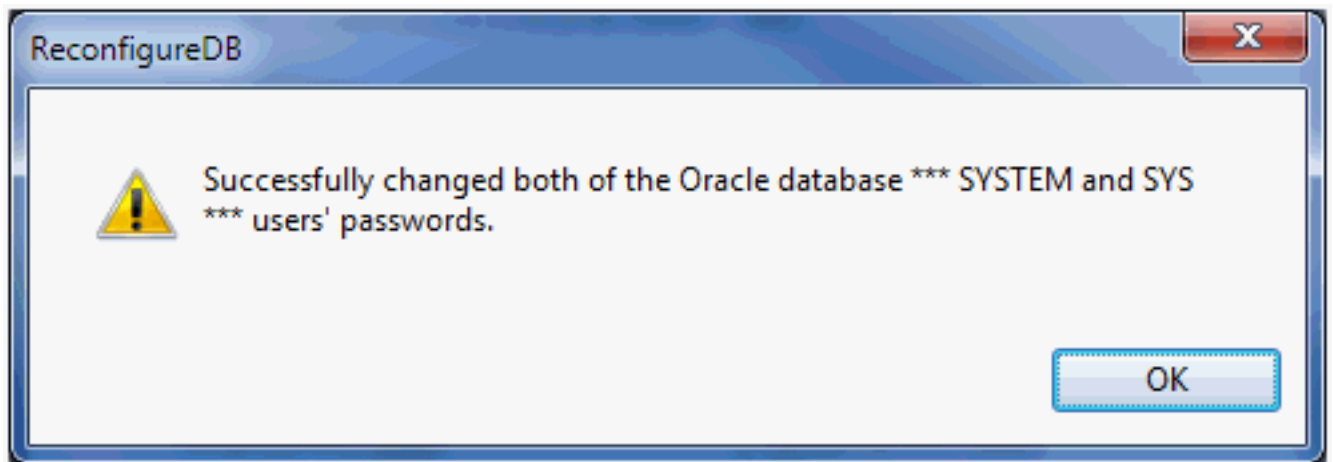 ReconfigureDB
Successfully changed both of the Oracle database *** SYSTEM and SYS
*** users' passwords.
OK